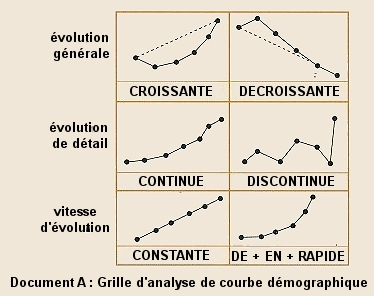 évolution
générale
CROISSANTE DECROISSANTE
évolution
de détail
CONTINUE DISCONTINUE
vitesse
d'évolution
CONSTANTE DE + EN + RAPIDE
Document A : Grille d'analyse de courbe démographique